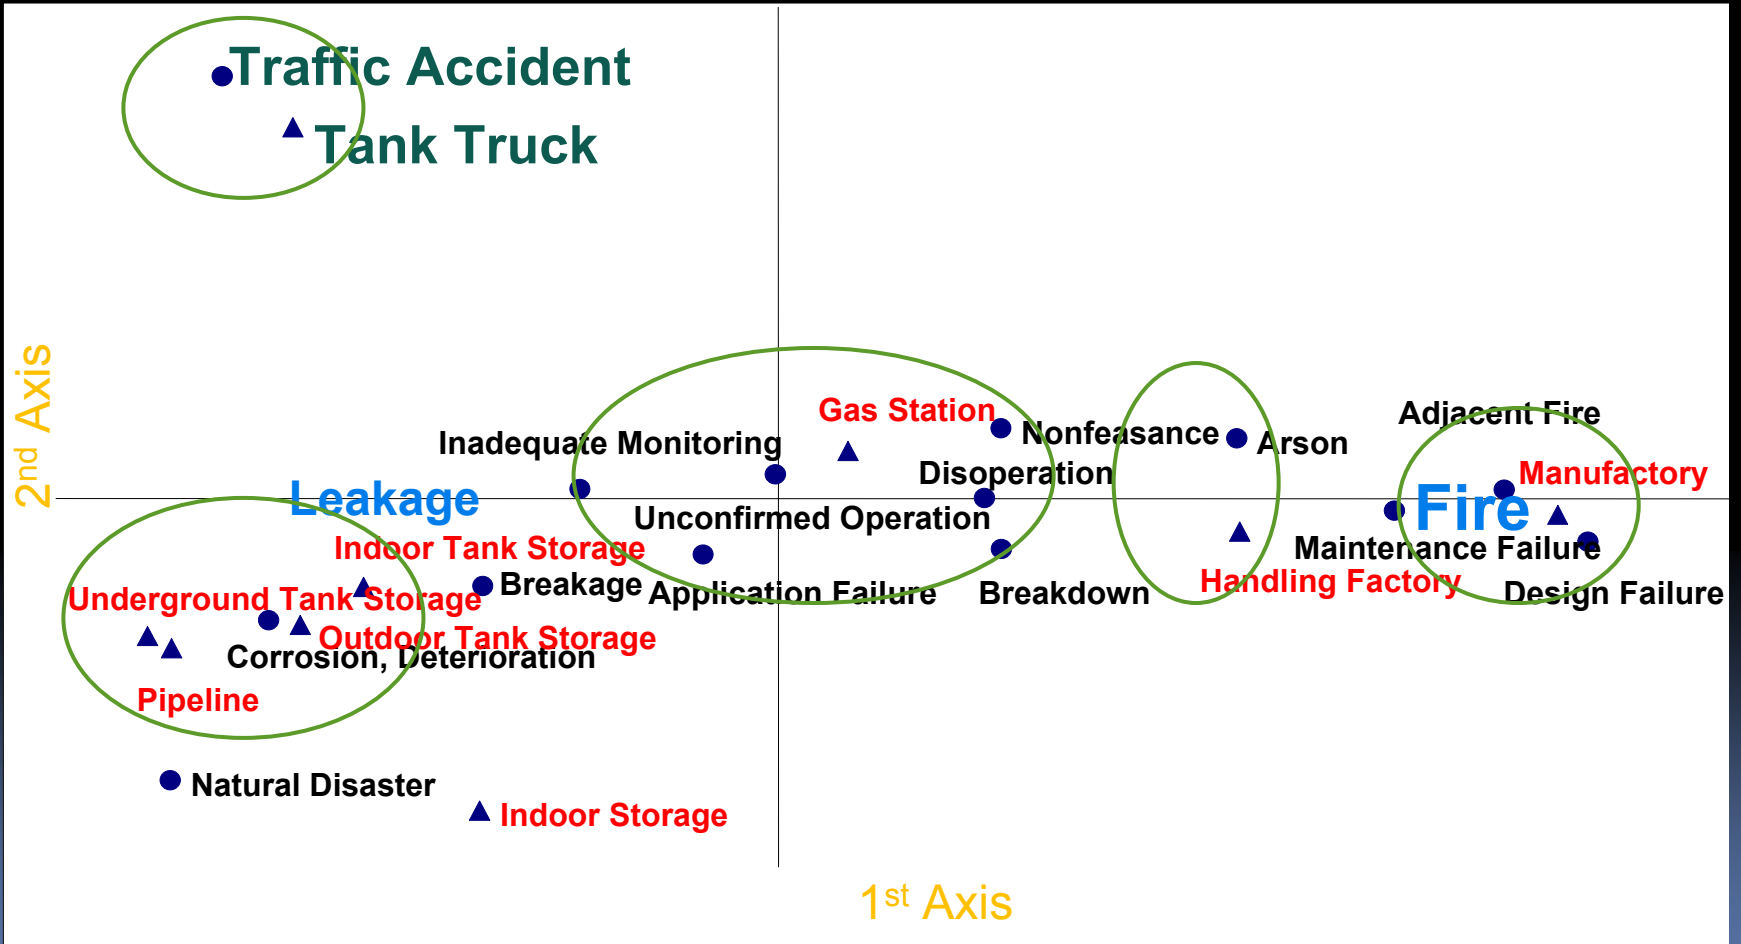 Traffic Accident
Tank Truck
2nd Axis
Gas Station
Adjacent Fire
Inadequate Monitoring
Nonfeasance
Arson
Disoperation
Manufactory
Leakage
Fire
Unconfirmed Operation
Indoor Tank Storage
Maintenance Failure
Breakage
Application Failure
Breakdown
Handling Factory
Design Failure
Underground Tank Storage
Outdoor Tank Storage
Corrosion, Deterioration
Pipeline
Natural Disaster
Indoor Storage
1st Axis